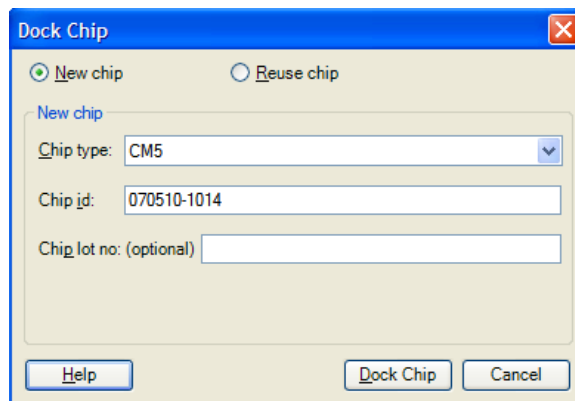 Dock Chip
New chip Reuse chip
New chip
Chip type: CM5
Chip id: 070510-1014
Chip lot no: (optional)
Help Dock Chip Cancel